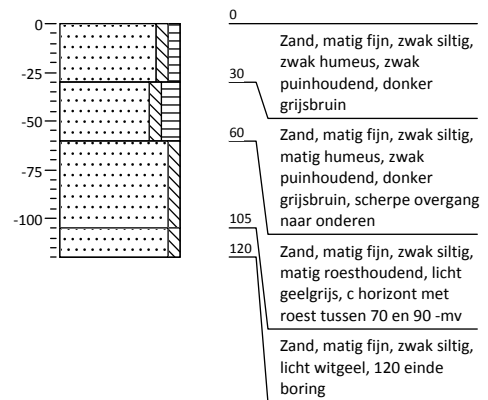 0
-25
-50
-75
-100
0
Zand, matig fijn, zwak siltig,
zwak humeus, zwak
puinhoudend, donker
grijsbruin
30
Zand, matig fijn, zwak siltig,
matig humeus, zwak
puinhoudend, donker
grijsbruin, scherpe overgang
naar onderen
60
Zand, matig fijn, zwak siltig,
matig roesthoudend, licht
geelgrijs, c horizont met
roest tussen 70 en 90 -mv
105
Zand, matig fijn, zwak siltig,
licht witgeel, 120 einde
boring
120